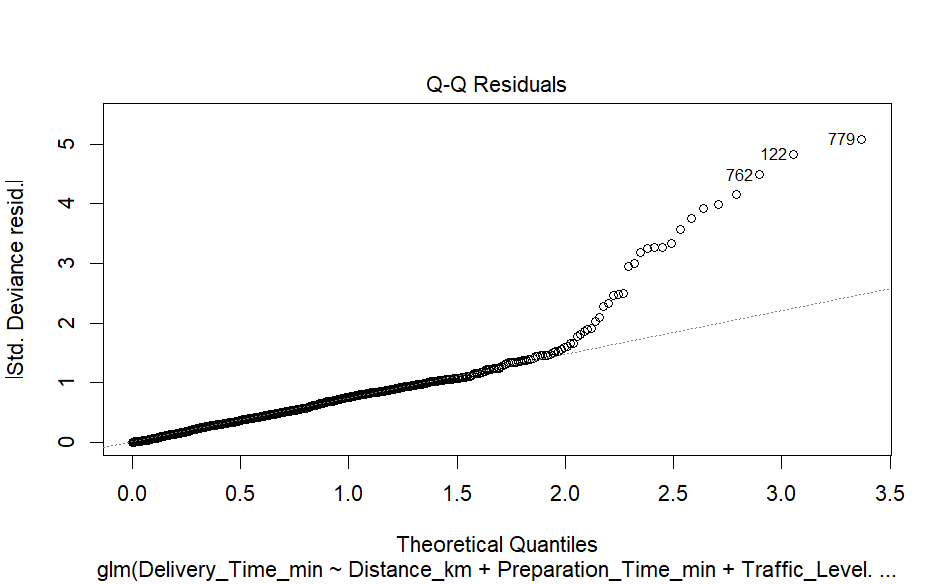 Q-Q Residuals
|Std. Deviance resid.|
5
4
3
2
1
0
779
122
762
0.0 0.5 1.0 1.5 2.0 2.5 3.0 3.5
Theoretical Quantiles
glm(Delivery_Time_min ~ Distance_km + Preparation_Time_min + Traffic_Level. ...